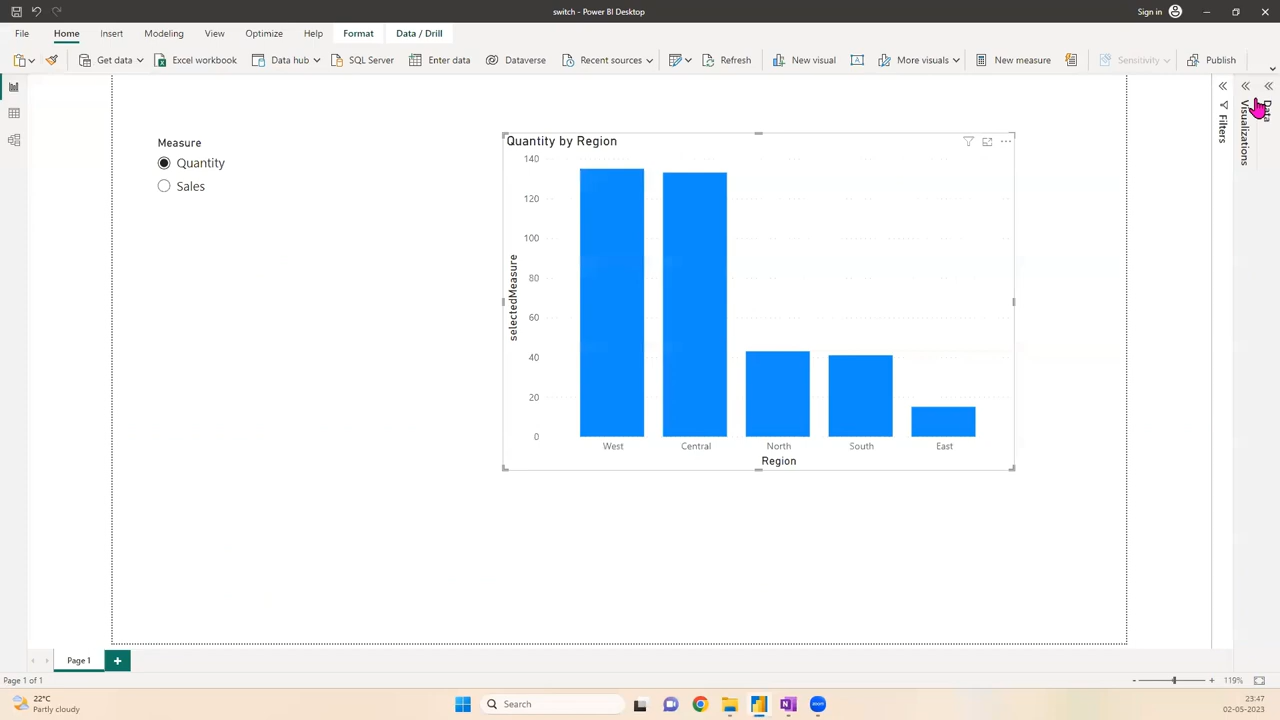 switch - Power BI Desktop
Sign in
File Home Insert Modeling View Optimize Help Format Data / Drill
Get data Excel workbook Data hub SQL Server Enter data Dataverse Recent sources Refresh New visual More visuals New measure Sensitivity Publish
Measure
Quantity
Sales
Quantity by Region
140
120
100
80
60
40
20
0
selectedMeasure
West Central North South East
Region
Filters
Visualizations
Data
Page 1
Page 1 of 1
119%
22°C
Partly cloudy
Search
zoom
23:47
02-05-2023